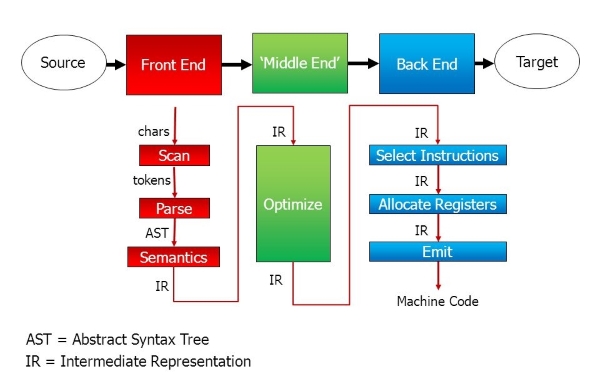 Source
Front End
'Middle End'
Back End
Target
chars
Scan
tokens
Parse
AST
Semantics
IR
IR
Optimize
IR
IR
Select Instructions
IR
Allocate Registers
IR
Emit
Machine Code
AST = Abstract Syntax Tree
IR = Intermediate Representation